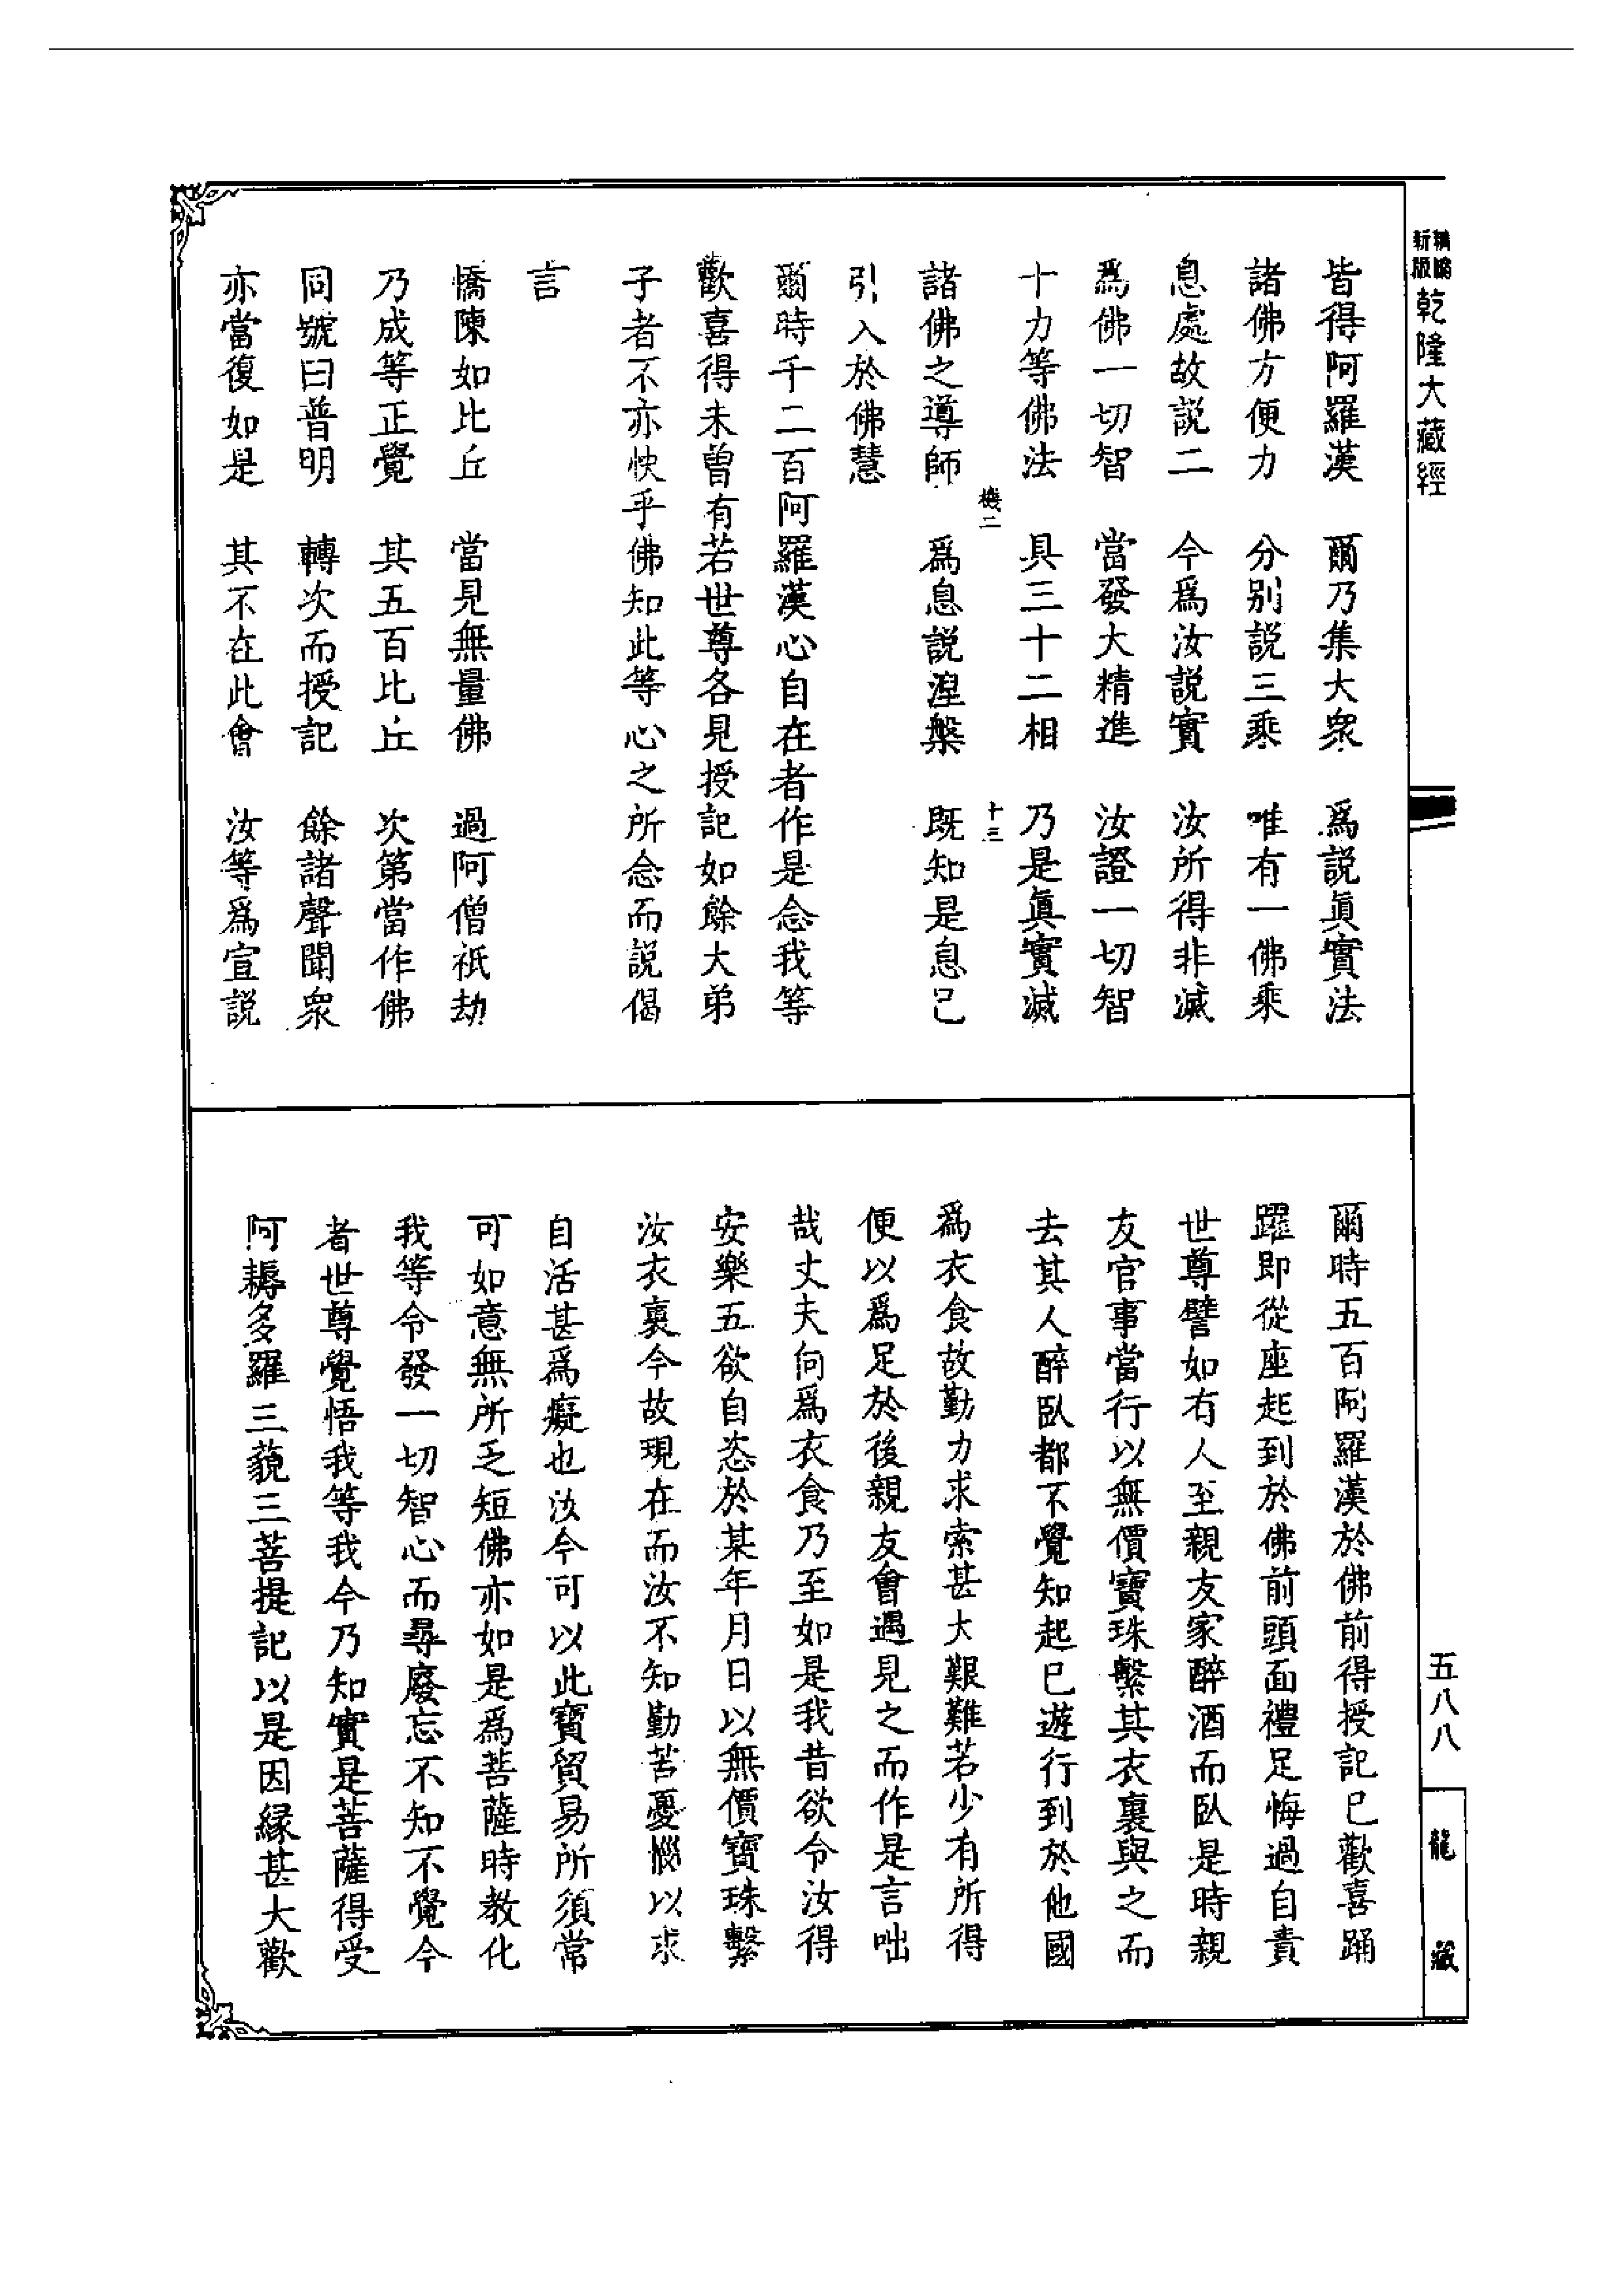 新版精縮乾隆大藏經
皆得阿羅漢　爾乃集大衆　爲説眞實法
諸佛方便力　分别説三乘　唯有一佛乘
息處故説二　今爲汝説實　汝所得非滅
爲佛一切智　當發大精進　汝證一切智
十力等佛法　具三十二相　乃是眞實滅
機二　十三
諸佛之導師　爲息説涅槃　既知是息已
引入於佛慧
爾時千二百阿羅漢心自在者作是念我等
歡喜得未曾有若世尊各見授記如餘大弟
子者不亦快乎佛知此等心之所念而説偈
言
憍陳如比丘　當見無量佛　過阿僧祇劫
乃成等正覺　其五百比丘　次第當作佛
同號曰普明　轉次而授記　餘諸聲聞衆
亦當復如是　其不在此會　汝等爲宣説
爾時五百阿羅漢於佛前得授記已歡喜踊
躍即從座起到於佛前頭面禮足悔過自責
世尊譬如有人至親友家醉酒而臥是時親
友官事當行以無價寶珠繫其衣裏與之而
去其人醉臥都不覺知起已遊行到於他國
爲衣食故勤力求索甚大艱難若少有所得
便以爲足於後親友會遇見之而作是言咄
哉丈夫何爲衣食乃至如是我昔欲令汝得
安樂五欲自恣於某年月日以無價寶珠繫
汝衣裏今故現在而汝不知勤苦憂惱以求
自活甚爲癡也汝今可以此寶貿易所須常
可如意無所乏短佛亦如是爲菩薩時教化
我等令發一切智心而尋廢忘不知不覺今
者世尊覺悟我等我今乃知實是菩薩得受
阿耨多羅三藐三菩提記以是因緣甚大歡
五八八
龍藏